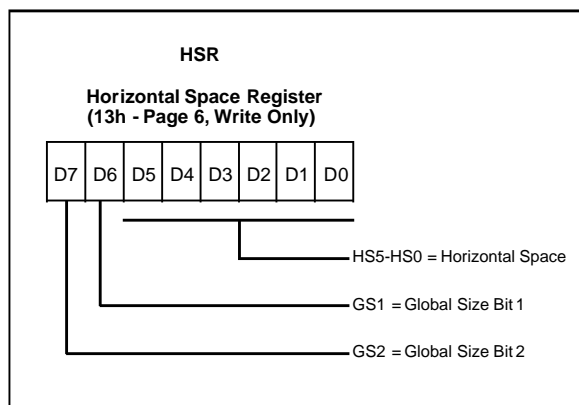 HSR
Horizontal Space Register
(13h - Page 6, Write Only)
D7 D6 D5 D4 D3 D2 D1 D0
HS5-HS0 = Horizontal Space
GS1 = Global Size Bit 1
GS2 = Global Size Bit 2